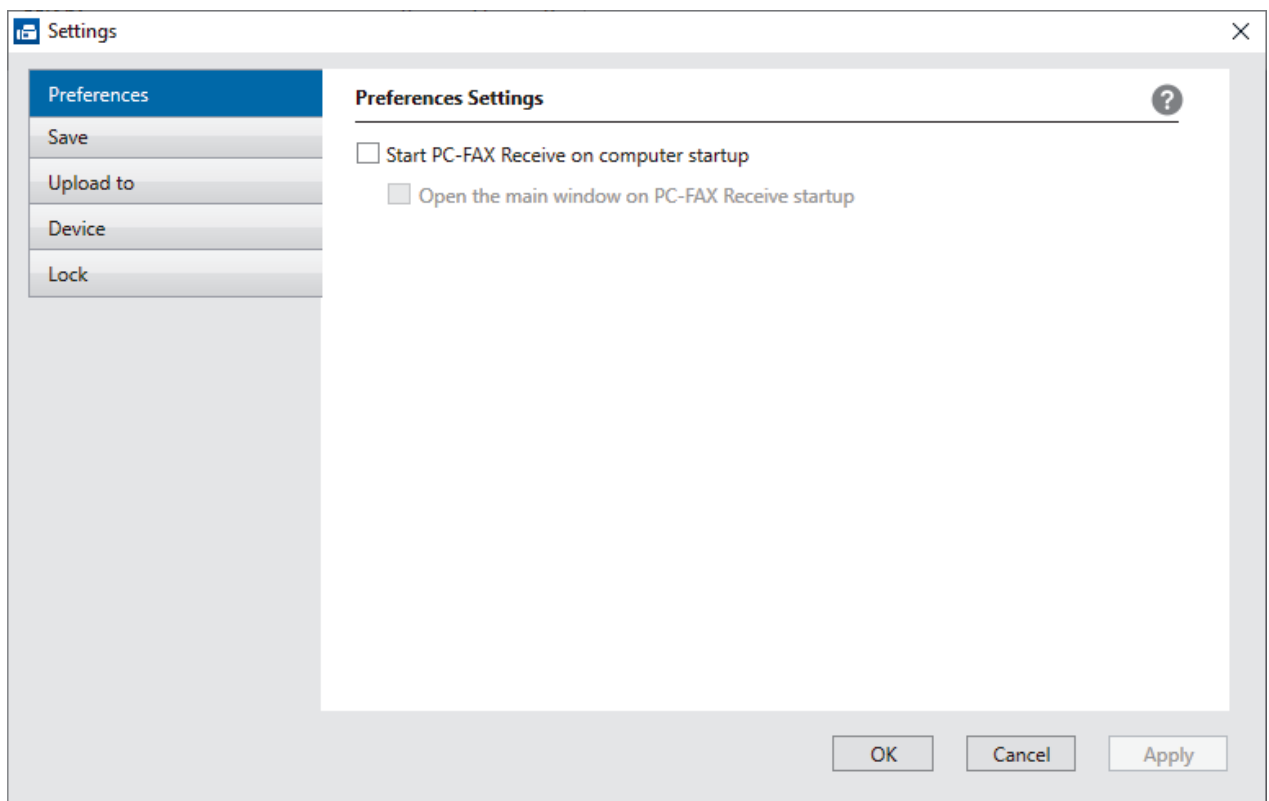 Settings
Preferences
Save
Upload to
Device
Lock
Preferences Settings
?
Start PC-FAX Receive on computer startup
Open the main window on PC-FAX Receive startup
OK
Cancel
Apply